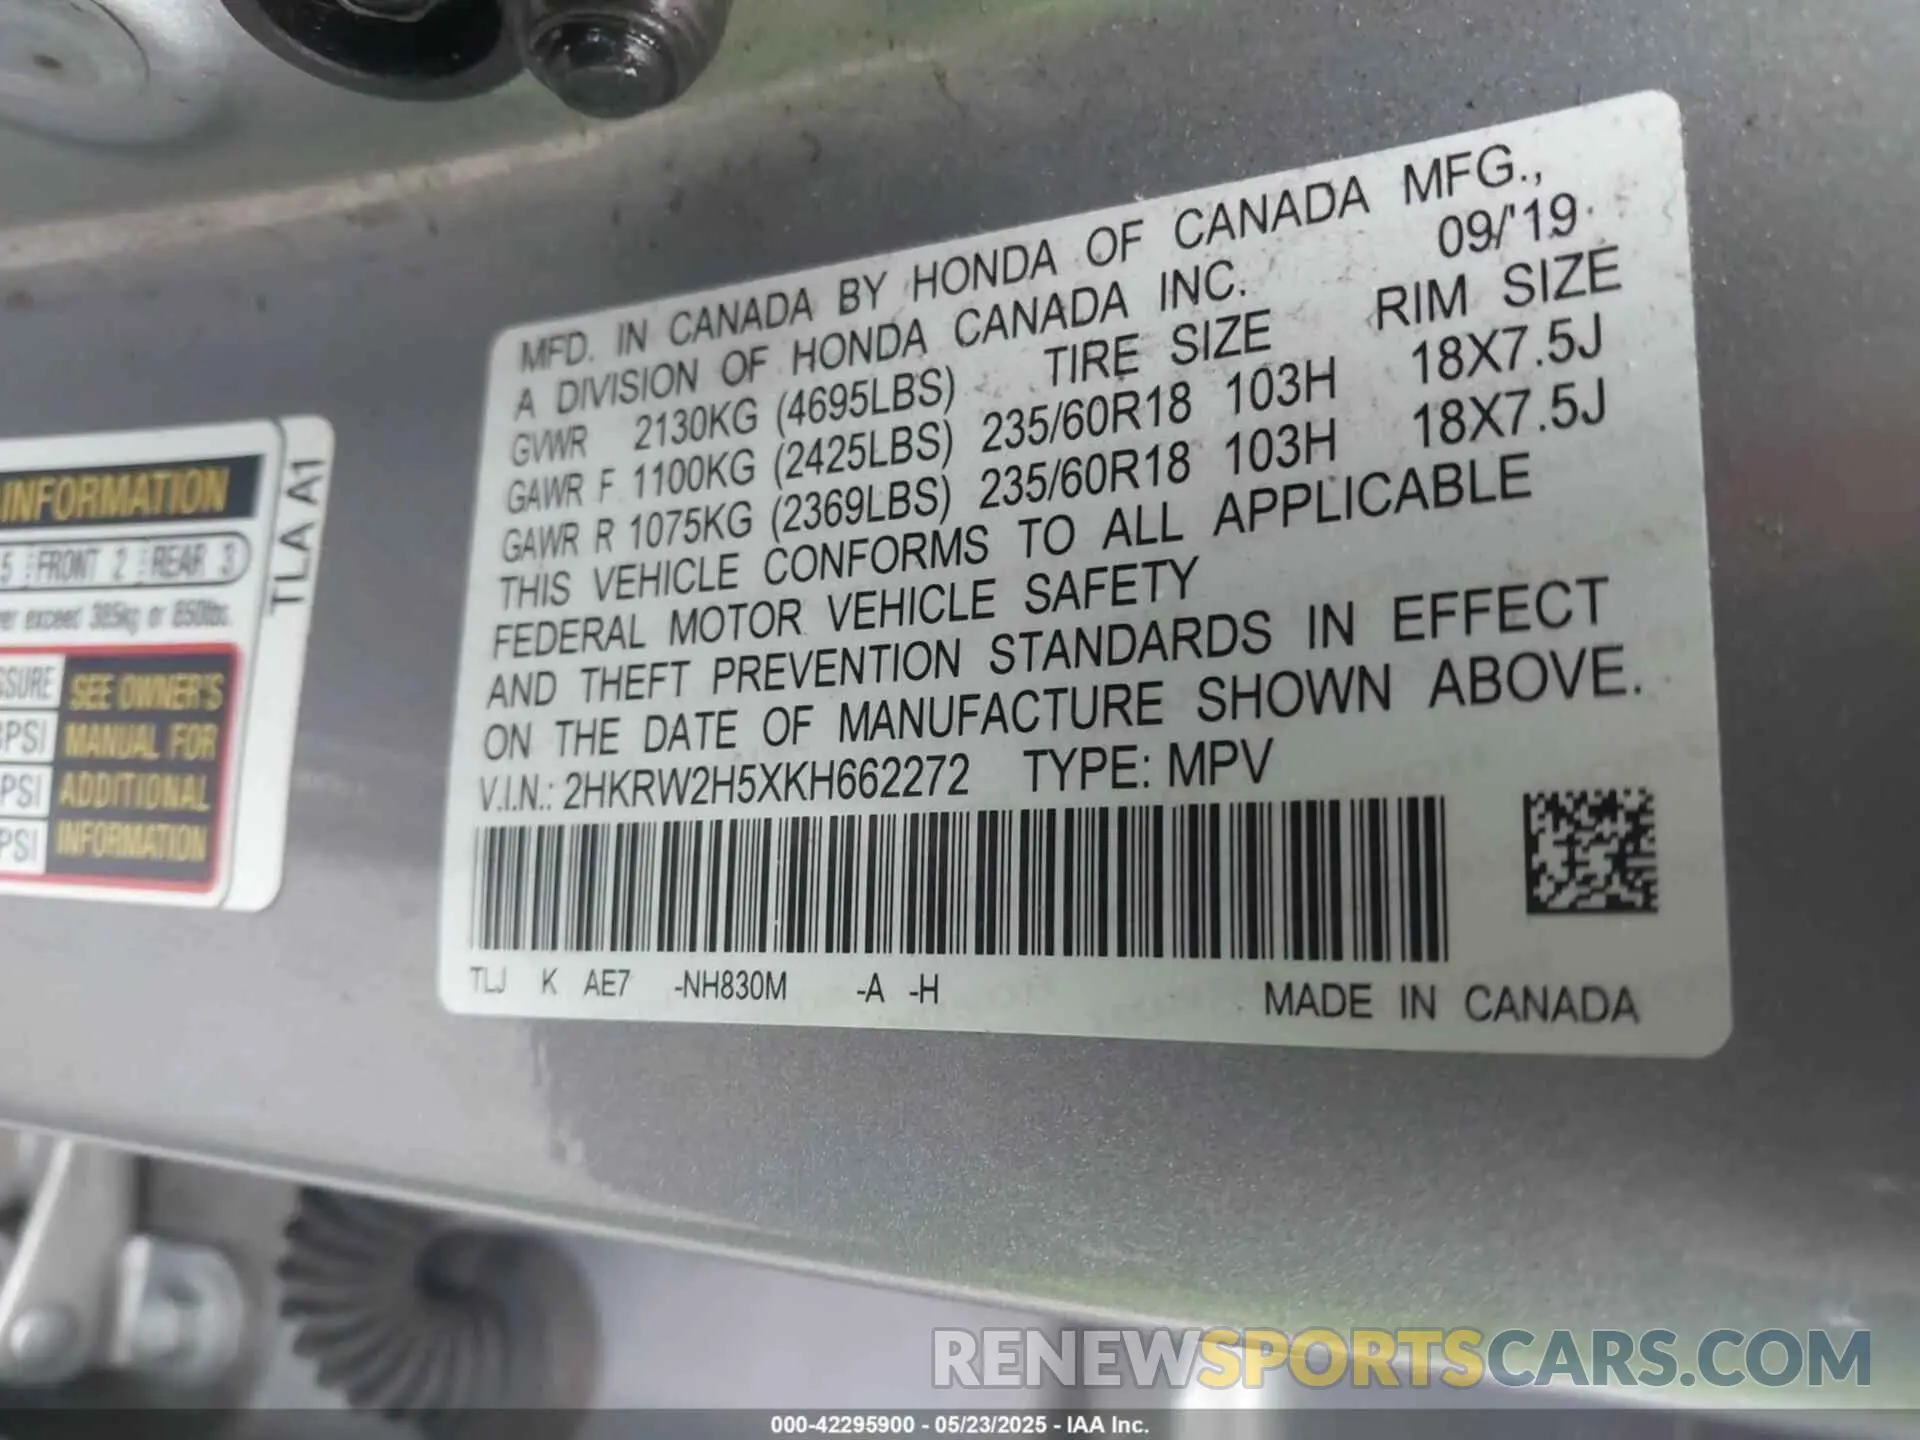 INFORMATION
5 FRONT 2 REAR 3
exceed 385kg or 850lbs.
SEE OWNER'S
PSI MANUAL FOR
PSI ADDITIONAL
PSI INFORMATION
TLA A1
MFD. IN CANADA BY HONDA OF CANADA MFG.,
A DIVISION OF HONDA CANADA INC. 09/'19
GVWR 2130KG (4695LBS) TIRE SIZE RIM SIZE
GAWR F 1100KG (2425LBS) 235/60R18 103H 18X7.5J
GAWR R 1075KG (2369LBS) 235/60R18 103H 18X7.5J
THIS VEHICLE CONFORMS TO ALL APPLICABLE
FEDERAL MOTOR VEHICLE SAFETY
AND THEFT PREVENTION STANDARDS IN EFFECT
ON THE DATE OF MANUFACTURE SHOWN ABOVE.
V.I.N.: 2HKRW2H5XKH662272 TYPE: MPV
TLJ K AE7 -NH830M -A -H
MADE IN CANADA
RENEWSPORTSCARS.COM
000-42295900 - 05/23/2025 - IAA Inc.